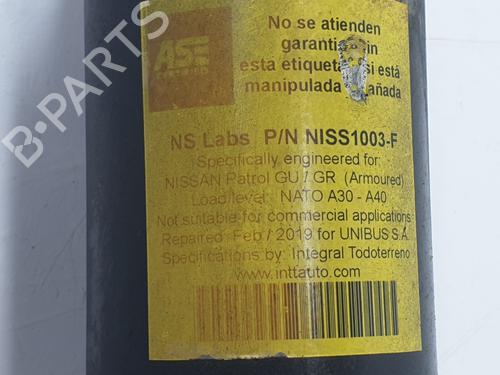 ASE
CERTIFIED
No se atienden
garantías sin
esta etiqueta si está
manipulada dañada
NS Labs P/N NISS1003-F
Specifically engineered for:
NISSAN Patrol GU / GR (Armoured)
Load level: NATO A30 - A40
Not suitable for commercial applications
Repaired: Feb / 2019 for UNIBUS S.A.
Specifications by: Integral Todoterreno
www.inttauto.com
B-PARTS